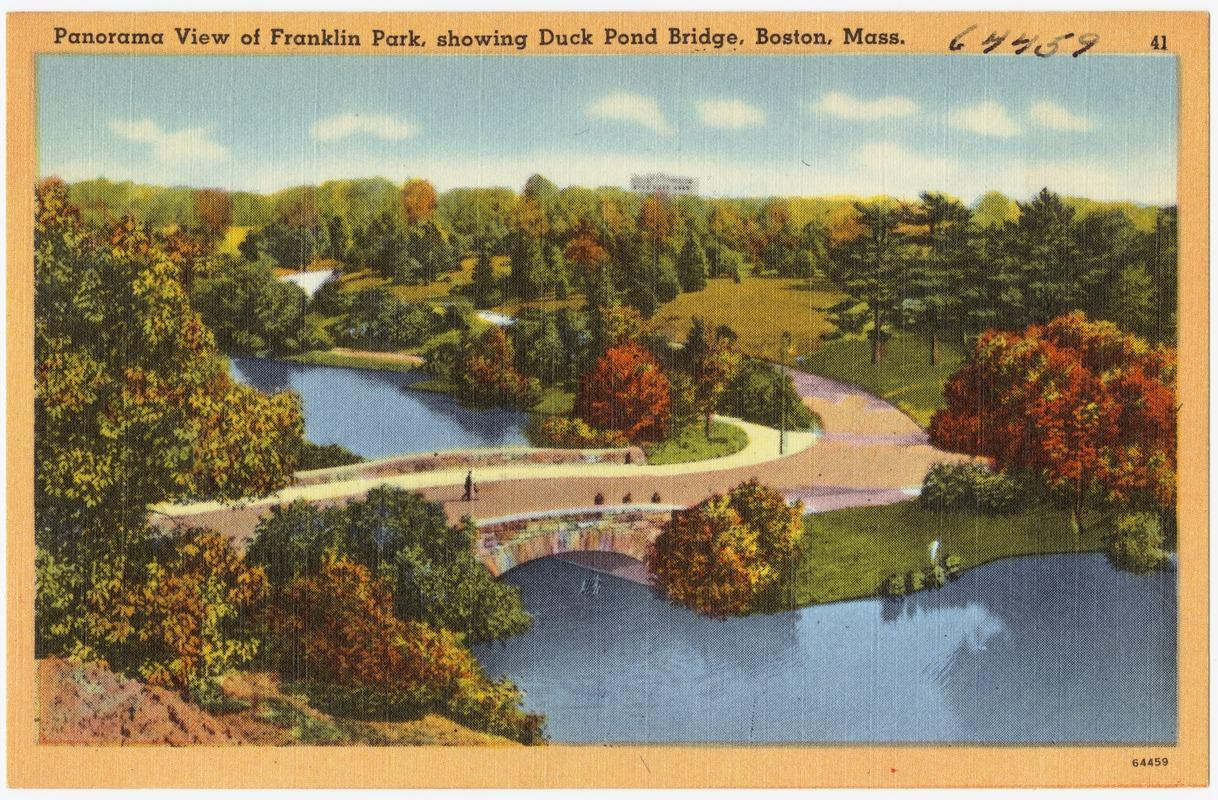 Panorama View of Franklin Park, showing Duck Pond Bridge, Boston, Mass. 64459 41
64459